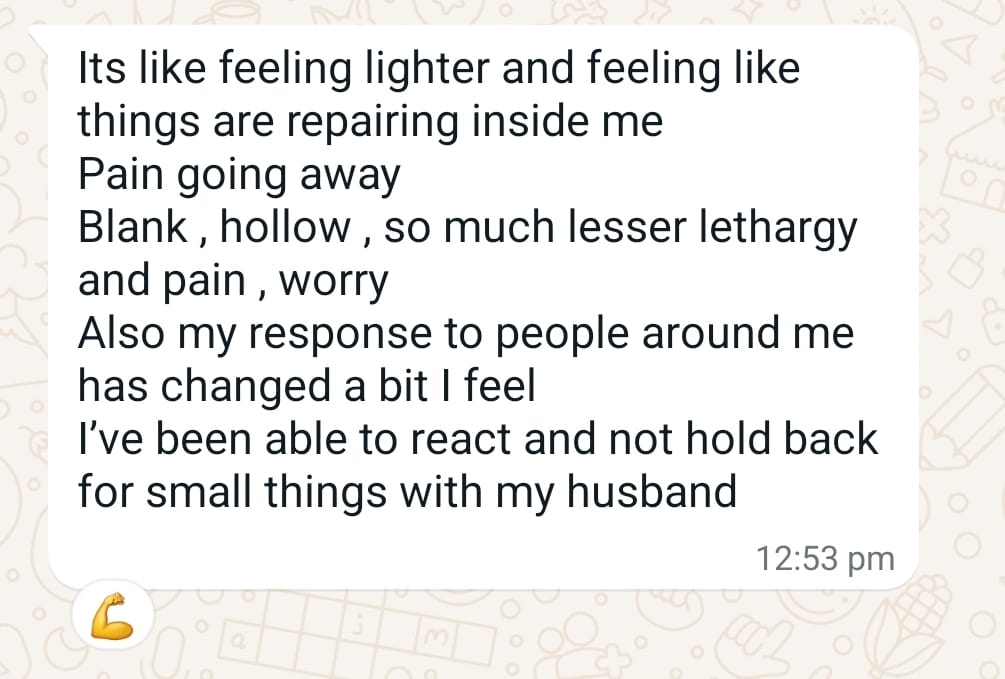 Its like feeling lighter and feeling like
things are repairing inside me
Pain going away
Blank , hollow , so much lesser lethargy
and pain , worry
Also my response to people around me
has changed a bit I feel
I've been able to react and not hold back
for small things with my husband
12:53 pm